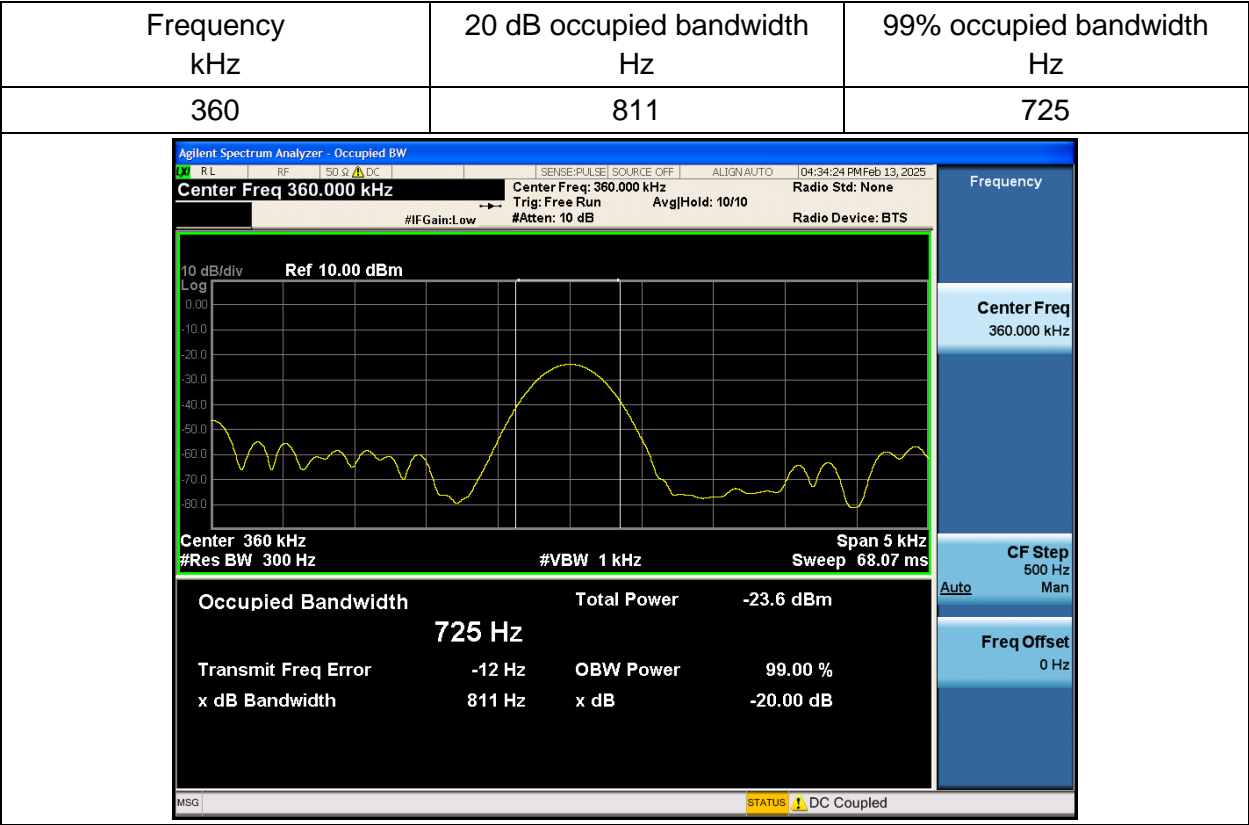 Frequency
kHz
20 dB occupied bandwidth
Hz
99% occupied bandwidth
Hz
360
811
725
Agilent Spectrum Analyzer - Occupied BW
LXI RL RF 50 Ω DC SENSE:PULSE SOURCE OFF ALIGN AUTO 04:34:24 PM Feb 13, 2025
Center Freq 360.000 kHz
Center Freq: 360.000 kHz
Radio Std: None
Trig: Free Run
Avg|Hold: 10/10
#IFGain:Low
#Atten: 10 dB
Radio Device: BTS
10 dB/div
Ref 10.00 dBm
Log
0.00
-10.0
-20.0
-30.0
-40.0
-50.0
-60.0
-70.0
-80.0
Center 360 kHz
Span 5 kHz
#Res BW 300 Hz
#VBW 1 kHz
Sweep 68.07 ms
Occupied Bandwidth
Total Power
-23.6 dBm
725 Hz
Transmit Freq Error
-12 Hz
OBW Power
99.00 %
x dB Bandwidth
811 Hz
x dB
-20.00 dB
Frequency
Center Freq
360.000 kHz
CF Step
500 Hz
Auto
Man
Freq Offset
0 Hz
MSG
STATUS
! DC Coupled